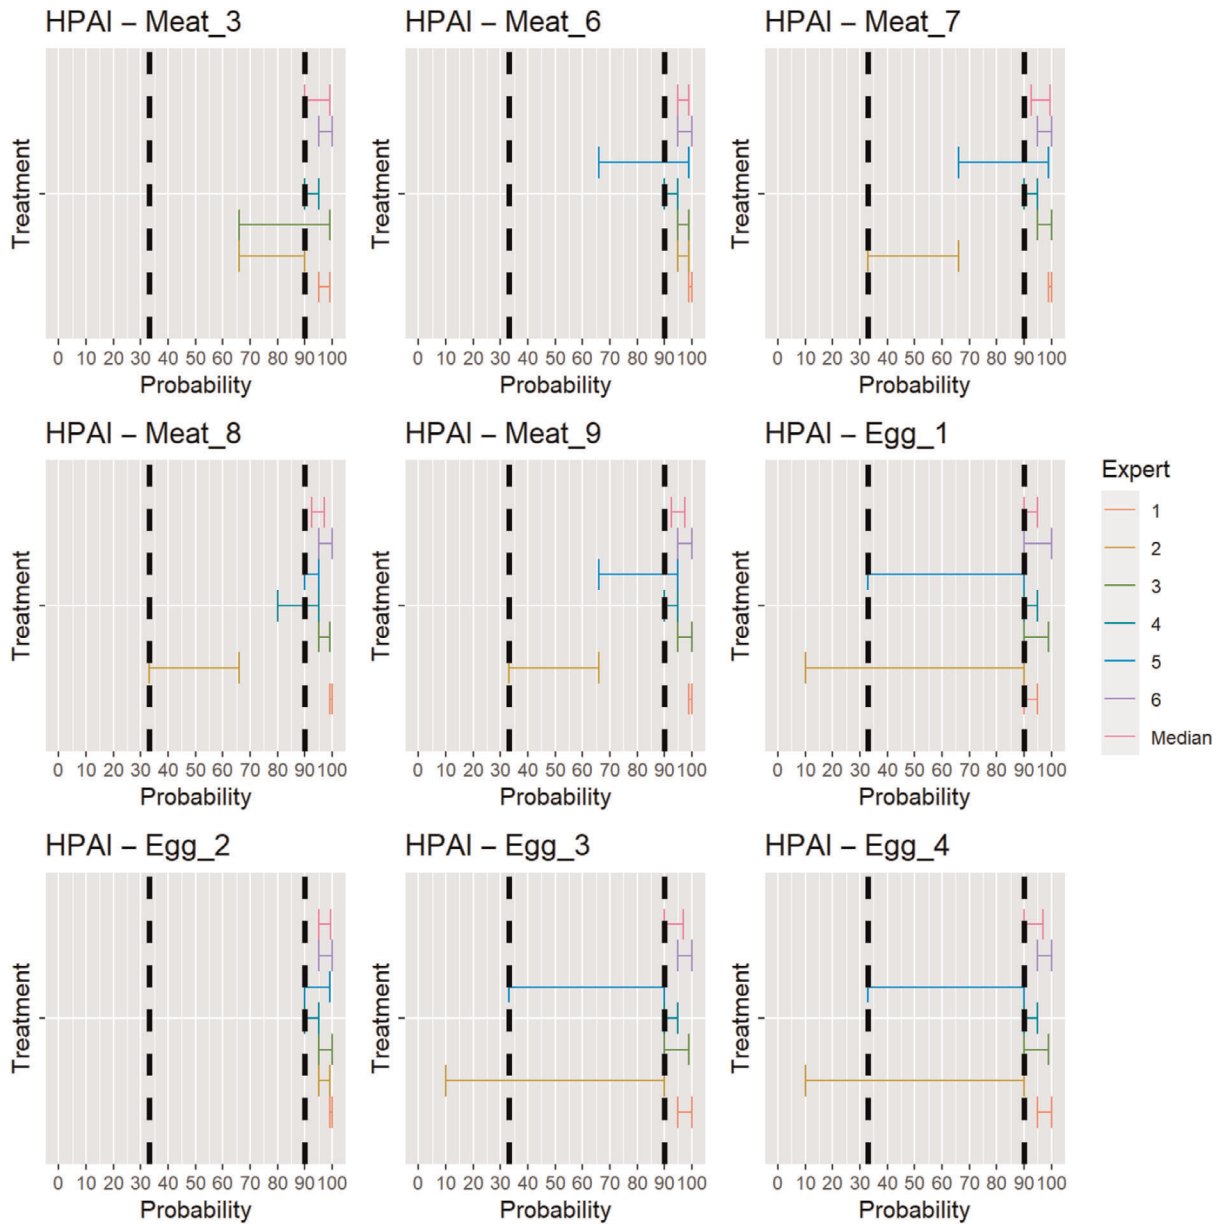 HPAI – Meat_3
HPAI – Meat_6
HPAI – Meat_7
Treatment
Treatment
Treatment
0 10 20 30 40 50 60 70 80 90 100
0 10 20 30 40 50 60 70 80 90 100
0 10 20 30 40 50 60 70 80 90 100
Probability
Probability
Probability
HPAI – Meat_8
HPAI – Meat_9
HPAI – Egg_1
Treatment
Treatment
Treatment
0 10 20 30 40 50 60 70 80 90 100
0 10 20 30 40 50 60 70 80 90 100
0 10 20 30 40 50 60 70 80 90 100
Probability
Probability
Probability
Expert
1
2
3
4
5
6
Median
HPAI – Egg_2
HPAI – Egg_3
HPAI – Egg_4
Treatment
Treatment
Treatment
0 10 20 30 40 50 60 70 80 90 100
0 10 20 30 40 50 60 70 80 90 100
0 10 20 30 40 50 60 70 80 90 100
Probability
Probability
Probability